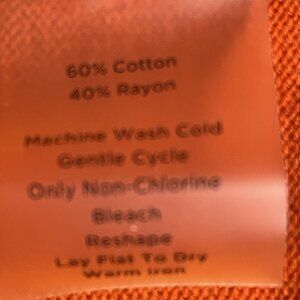 60% Cotton
40% Rayon
Machine Wash Cold
Gentle Cycle
Only Non-Chlorine
Bleach
Reshape
Lay Flat To Dry
Warm Iron